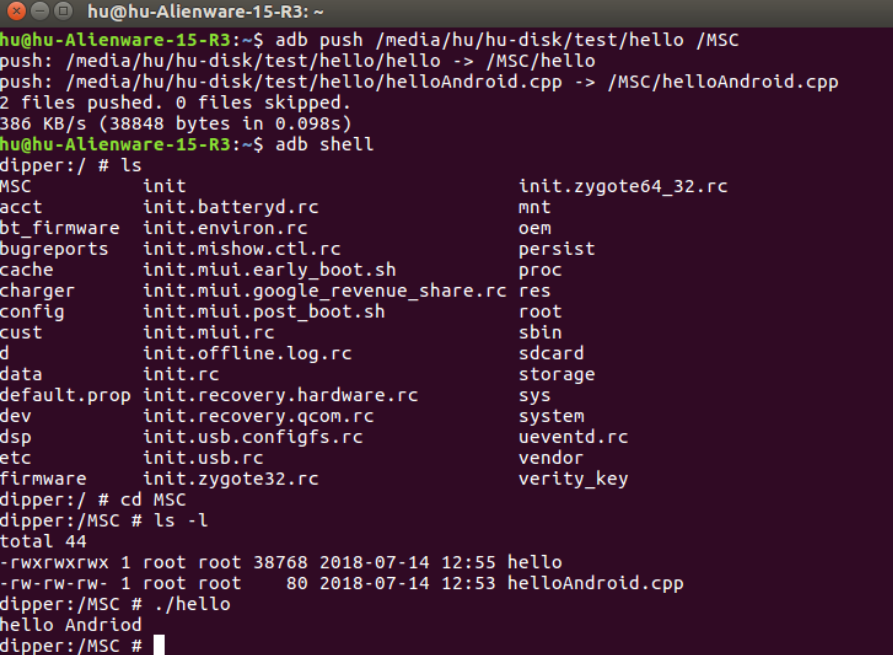 hu@hu-Alienware-15-R3: ~
hu@hu-Alienware-15-R3:~$ adb push /media/hu/hu-disk/test/hello /MSC
push: /media/hu/hu-disk/test/hello/hello -> /MSC/hello
push: /media/hu/hu-disk/test/hello/helloAndroid.cpp -> /MSC/helloAndroid.cpp
2 files pushed. 0 files skipped.
386 KB/s (38848 bytes in 0.098s)
hu@hu-Alienware-15-R3:~$ adb shell
dipper:/ # ls
MSC          init                                 init.zygote64_32.rc
acct         init.batteryd.rc                     mnt
bt_firmware  init.environ.rc                      oem
bugreports   init.mishow.ctl.rc                   persist
cache        init.miui.early_boot.sh              proc
charger      init.miui.google_revenue_share.rc res
config       init.miui.post_boot.sh               root
cust         init.miui.rc                         sbin
d            init.offline.log.rc                  sdcard
data         init.rc                              storage
default.prop init.recovery.hardware.rc            sys
dev          init.recovery.qcom.rc                system
dsp          init.usb.configfs.rc                 ueventd.rc
etc          init.usb.rc                          vendor
firmware     init.zygote32.rc                     verity_key
dipper:/ # cd MSC
dipper:/MSC # ls -l
total 44
-rwxrwxrwx 1 root root 38768 2018-07-14 12:55 hello
-rw-rw-rw- 1 root root    80 2018-07-14 12:53 helloAndroid.cpp
dipper:/MSC # ./hello
hello Andriod
dipper:/MSC #